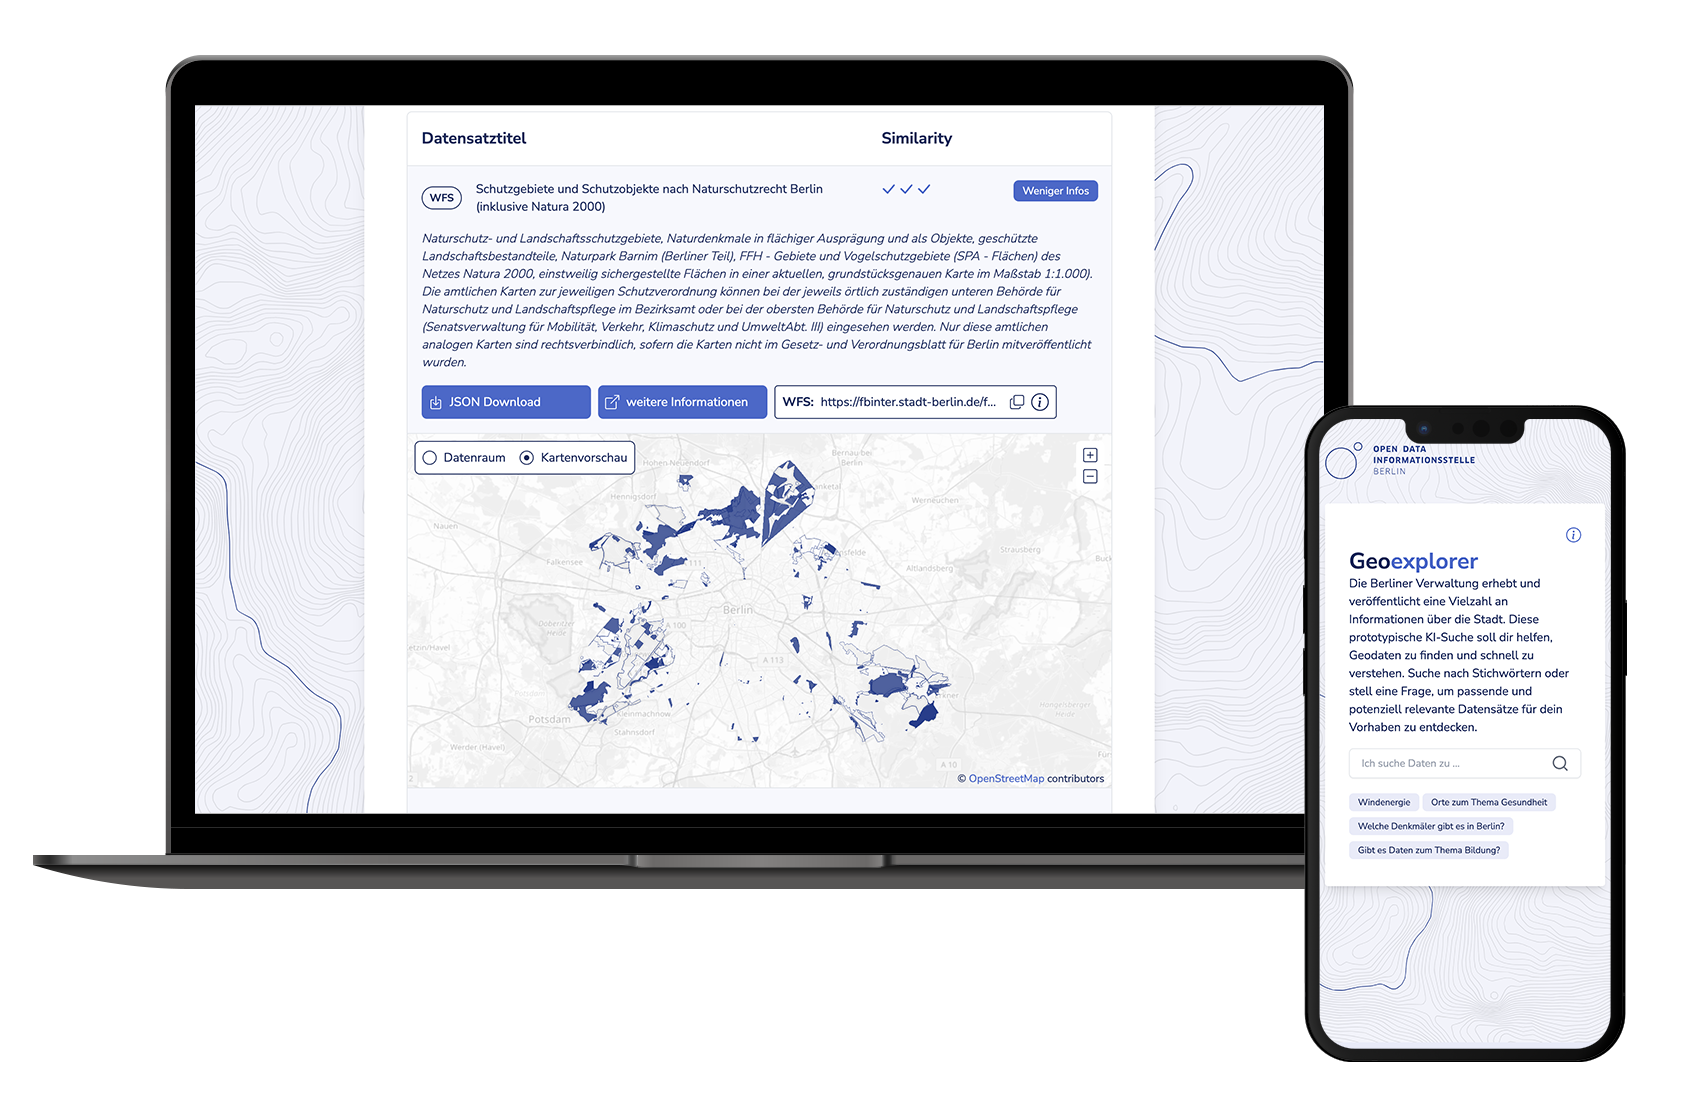 Datensatztitel
Similarity
WFS
Schutzgebiete und Schutzobjekte nach Naturschutzrecht Berlin
(inklusive Natura 2000)
Weniger Infos
Naturschutz- und Landschaftsschutzgebiete, Naturdenkmale in flächiger Ausprägung und als Objekte, geschützte
Landschaftsbestandteile, Naturpark Barnim (Berliner Teil), FFH - Gebiete und Vogelschutzgebiete (SPA - Flächen) des
Netzes Natura 2000, einstweilig sichergestellte Flächen in einer aktuellen, grundstücksgenauen Karte im Maßstab 1:1.000).
Die amtlichen Karten zur jeweiligen Schutzverordnung können bei der jeweils örtlich zuständigen unteren Behörde für
Naturschutz und Landschaftspflege im Bezirksamt oder bei der obersten Behörde für Naturschutz und Landschaftspflege
(Senatsverwaltung für Mobilität, Verkehr, Klimaschutz und UmweltAbt. III) eingesehen werden. Nur diese amtlichen
analogen Karten sind rechtsverbindlich, sofern die Karten nicht im Gesetz- und Verordnungsblatt für Berlin mitveröffentlicht
wurden.
JSON Download
weitere Informationen
WFS: https://fbinter.stadt-berlin.de/f...
Datenraum
Kartenvorschau
Hohen Neuendorf
Bernau bei
Berlin
Hennigsdorf
Werneuchen
Nauen
Strausberg
Falkensee
111
Altlandsberg
Berlin
Döberitzer
Heide
A 100
A 113
Potsdam
Kleinmachnow
Stahnsdorf
Werder (Havel)
A 10
© OpenStreetMap contributors
OPEN DATA
INFORMATIONSSTELLE
BERLIN
Geoexplorer
Die Berliner Verwaltung erhebt und
veröffentlicht eine Vielzahl an
Informationen über die Stadt. Diese
prototypische KI-Suche soll dir helfen,
Geodaten zu finden und schnell zu
verstehen. Suche nach Stichwörtern oder
stell eine Frage, um passende und
potenziell relevante Datensätze für dein
Vorhaben zu entdecken.
Ich suche Daten zu ...
Windenergie
Orte zum Thema Gesundheit
Welche Denkmäler gibt es in Berlin?
Gibt es Daten zum Thema Bildung?